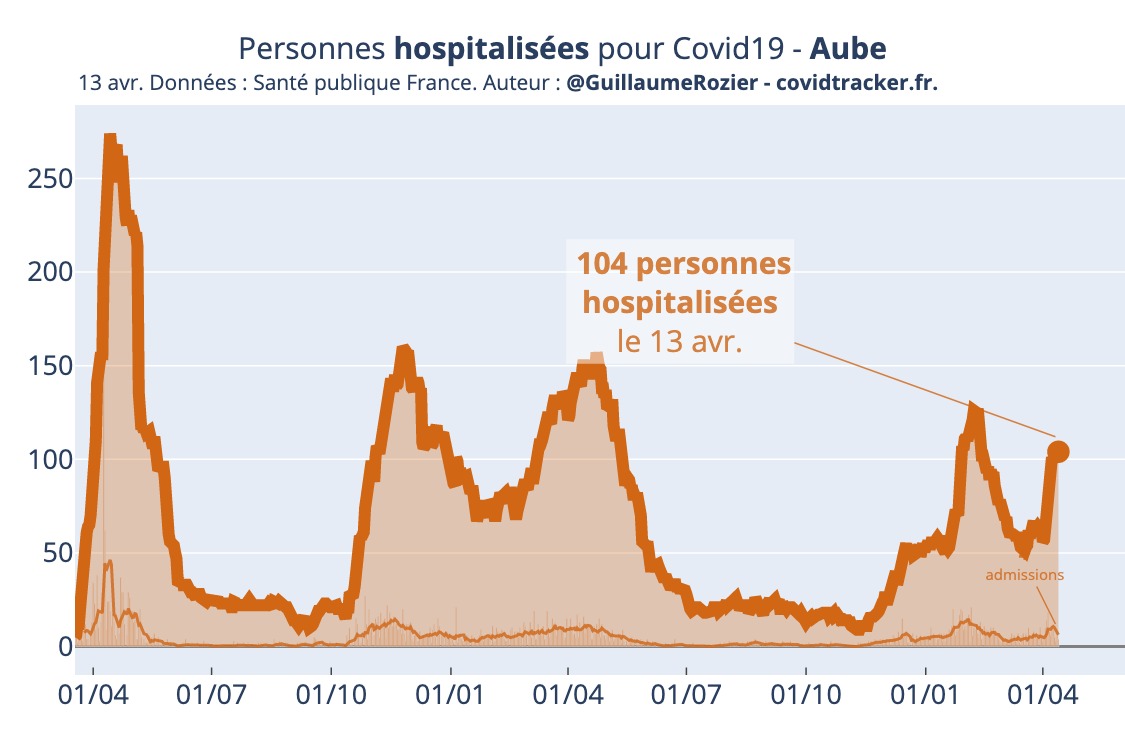 Personnes hospitalisées pour Covid19 - Aube
13 avr. Données : Santé publique France. Auteur : @GuillaumeRozier - covidtracker.fr.
250
200
150
100
50
0
104 personnes
hospitalisées
le 13 avr.
admissions
01/04 01/07 01/10 01/01 01/04 01/07 01/10 01/01 01/04